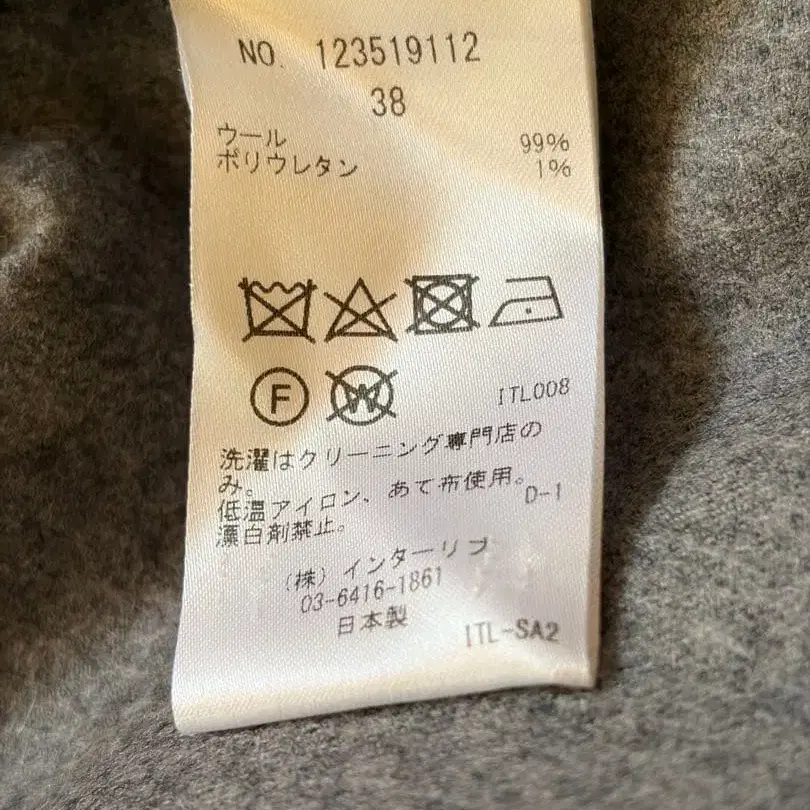 NO. 123519112
38
ウール 99%
ポリウレタン 1%
F W
ITL008
洗濯はクリーニング専門店の
み。
低温アイロン、あて布使用。
漂白剤禁止。
D-1
(株)インターリブ
03-6416-1861
日本製
ITL-SA2